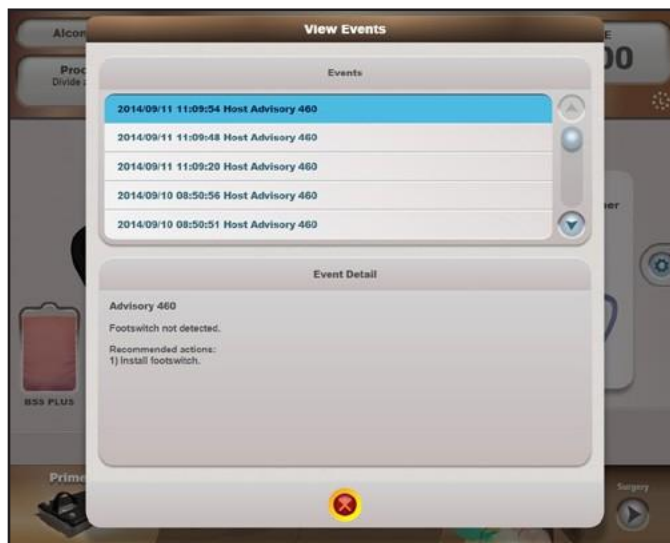 View Events
Alcon
E
00
Proc
Divide
Events
2014/09/11 11:09:54 Host Advisory 460
2014/09/11 11:09:48 Host Advisory 460
2014/09/11 11:09:20 Host Advisory 460
2014/09/10 08:50:56 Host Advisory 460
2014/09/10 08:50:51 Host Advisory 460
Event Detail
Advisory 460
Footswitch not detected.
Recommended actions:
1) Install footswitch.
BSS PLUS
Prime
Surgery